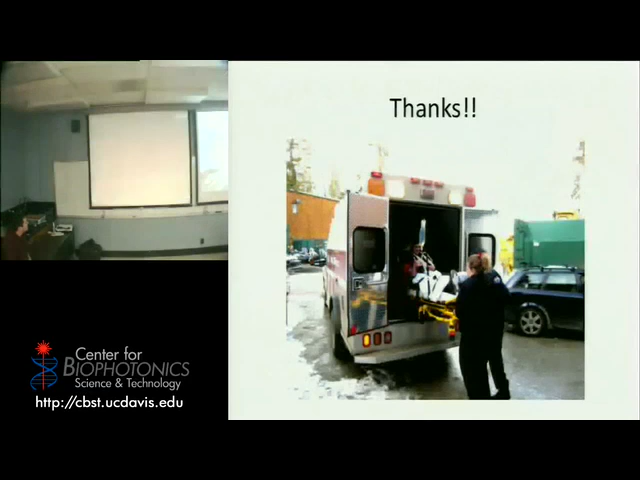 Thanks!!
Center for
BIOPHOTONICS
Science & Technology
http://cbst.ucdavis.edu